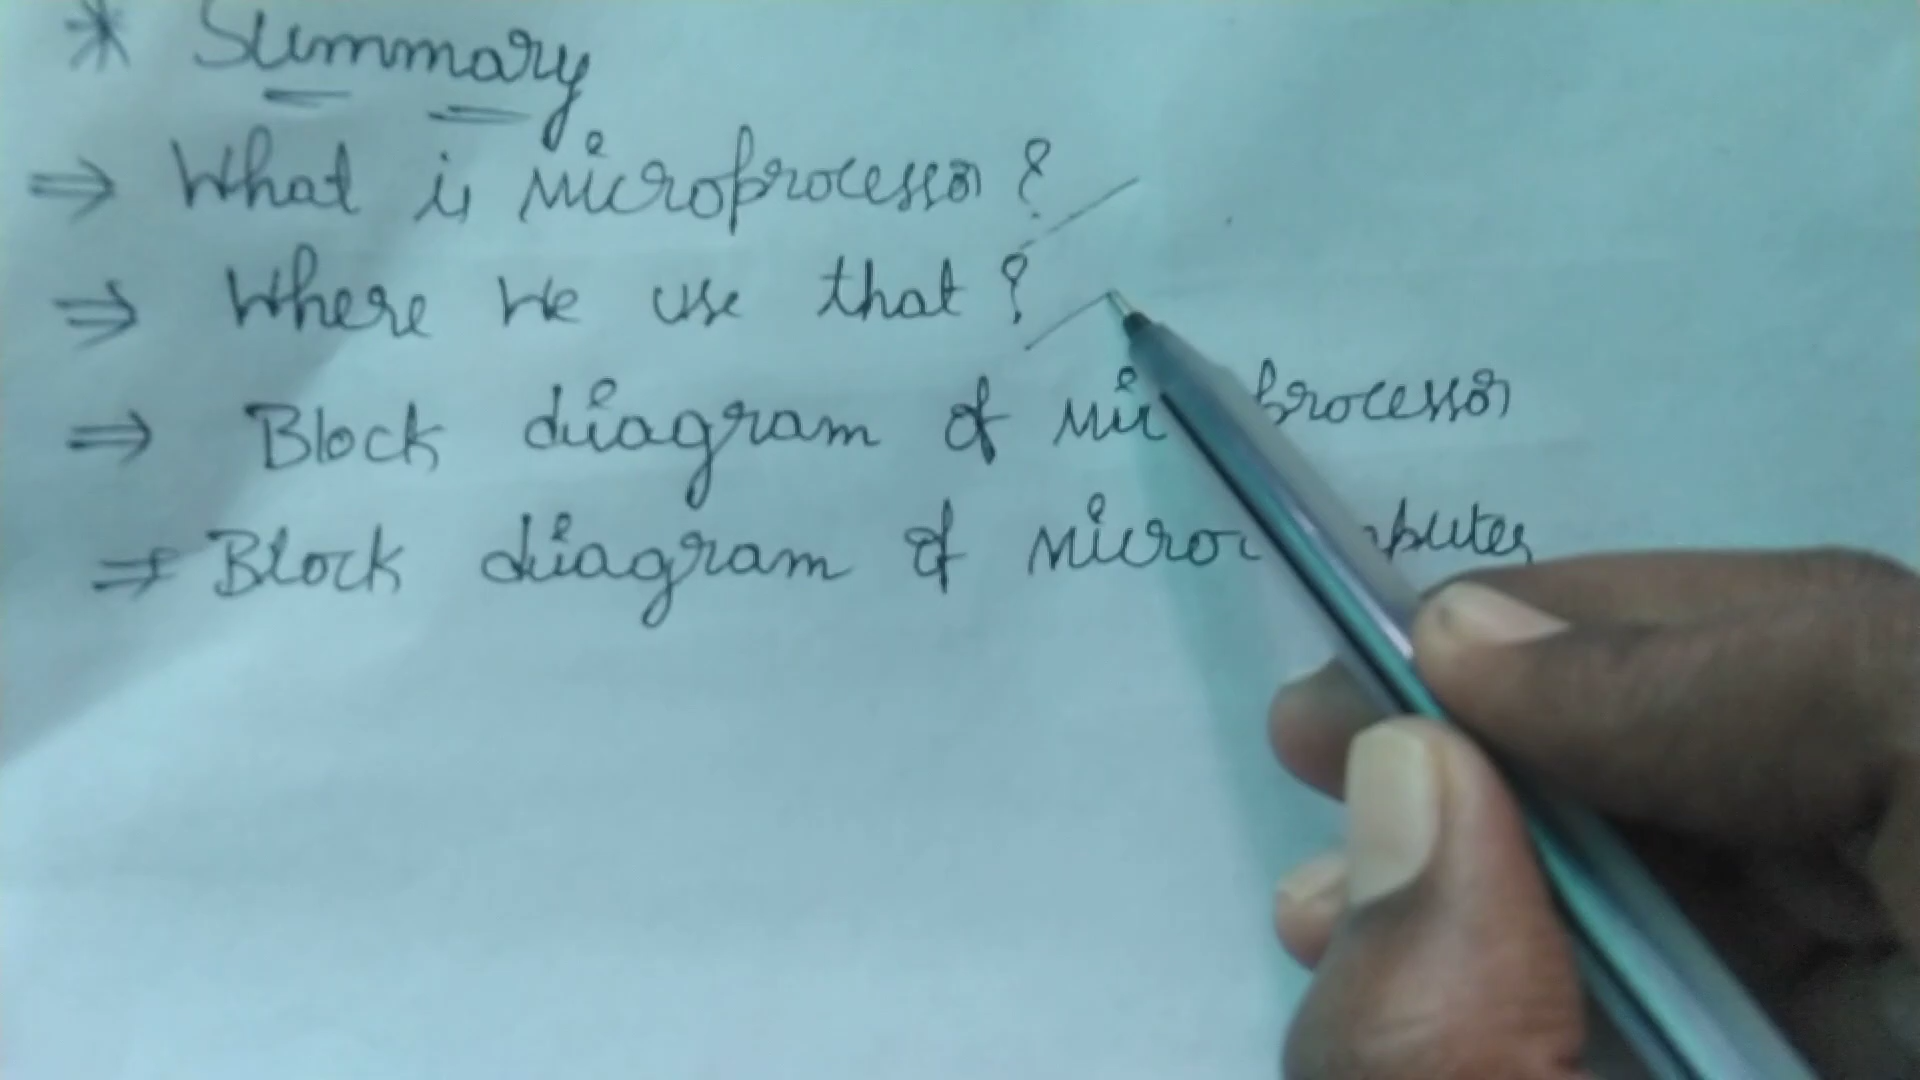 * Summary
⇒ What is microprocessor?
⇒ Where we use that?
⇒ Block diagram of
⇒ Block diagram of